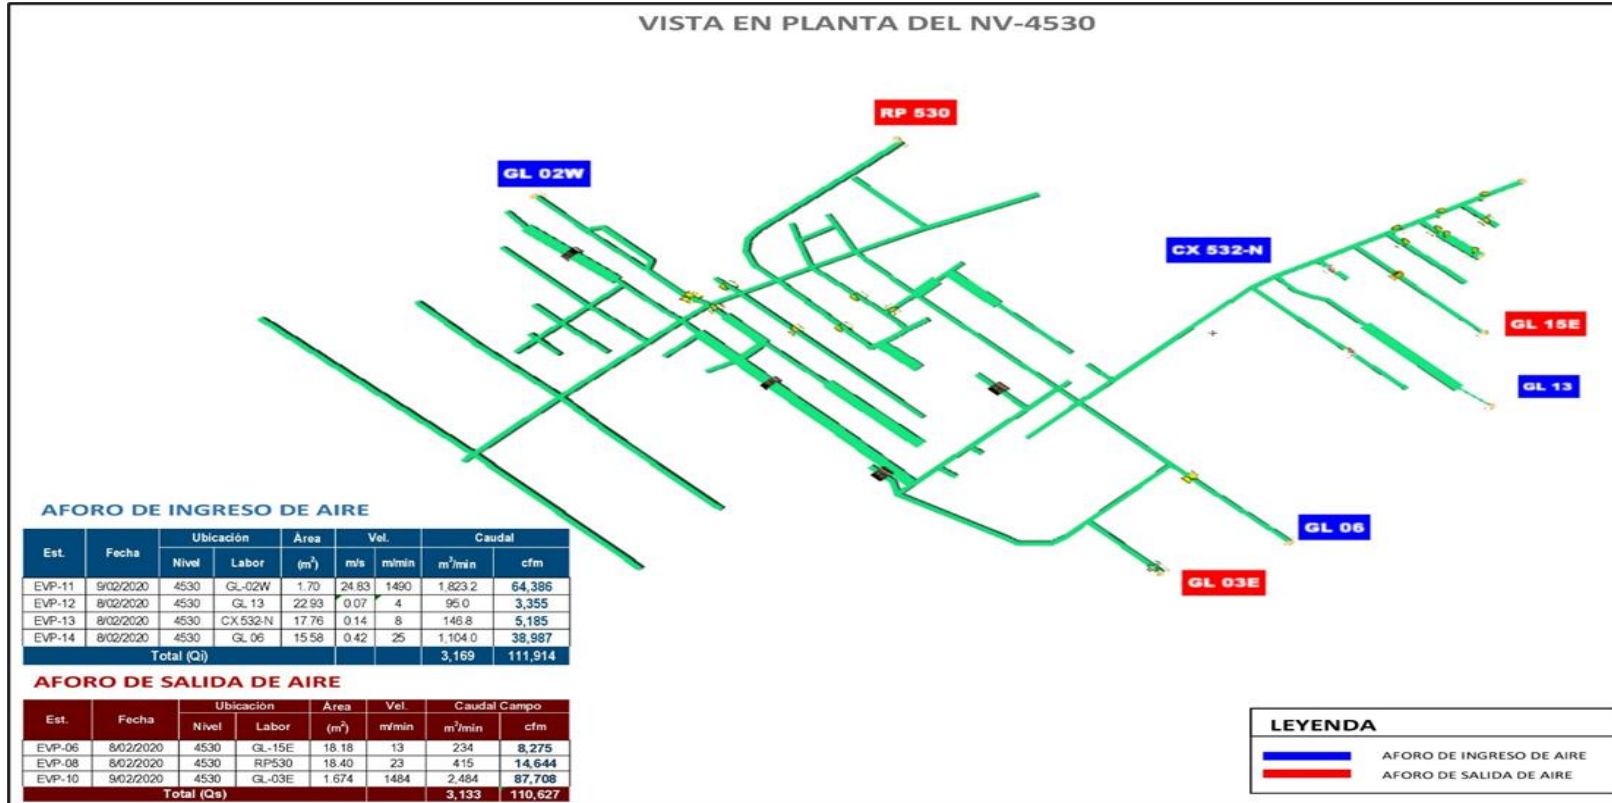 VISTA EN PLANTA DEL NV-4530
RP 530
GL 02W
CX 532-N
GL 15E
GL 13
GL 06
GL 03E
AFORO DE INGRESO DE AIRE
Est. Fecha Ubicación Área Vel. Caudal
Nivel Labor (m²) m/s m/min m³/min cfm
EVP-11 9/02/2020 4530 GL-02W 1.70 24.83 1490 1,823.2 64,386
EVP-12 8/02/2020 4530 GL 13 22.93 0.07 4 95.0 3,355
EVP-13 8/02/2020 4530 CX 532-N 17.76 0.14 8 146.8 5,185
EVP-14 8/02/2020 4530 GL 06 15.58 0.42 25 1,104.0 38,987
Total (Qi) 3,169 111,914
AFORO DE SALIDA DE AIRE
Est. Fecha Ubicación Área Vel. Caudal Campo
Nivel Labor (m²) m/min m³/min cfm
EVP-06 8/02/2020 4530 GL-15E 18.18 13 234 8,275
EVP-08 8/02/2020 4530 RP530 18.40 23 415 14,644
EVP-10 9/02/2020 4530 GL-03E 1.674 1484 2,484 87,708
Total (Qs) 3,133 110,627
LEYENDA
AFORO DE INGRESO DE AIRE
AFORO DE SALIDA DE AIRE